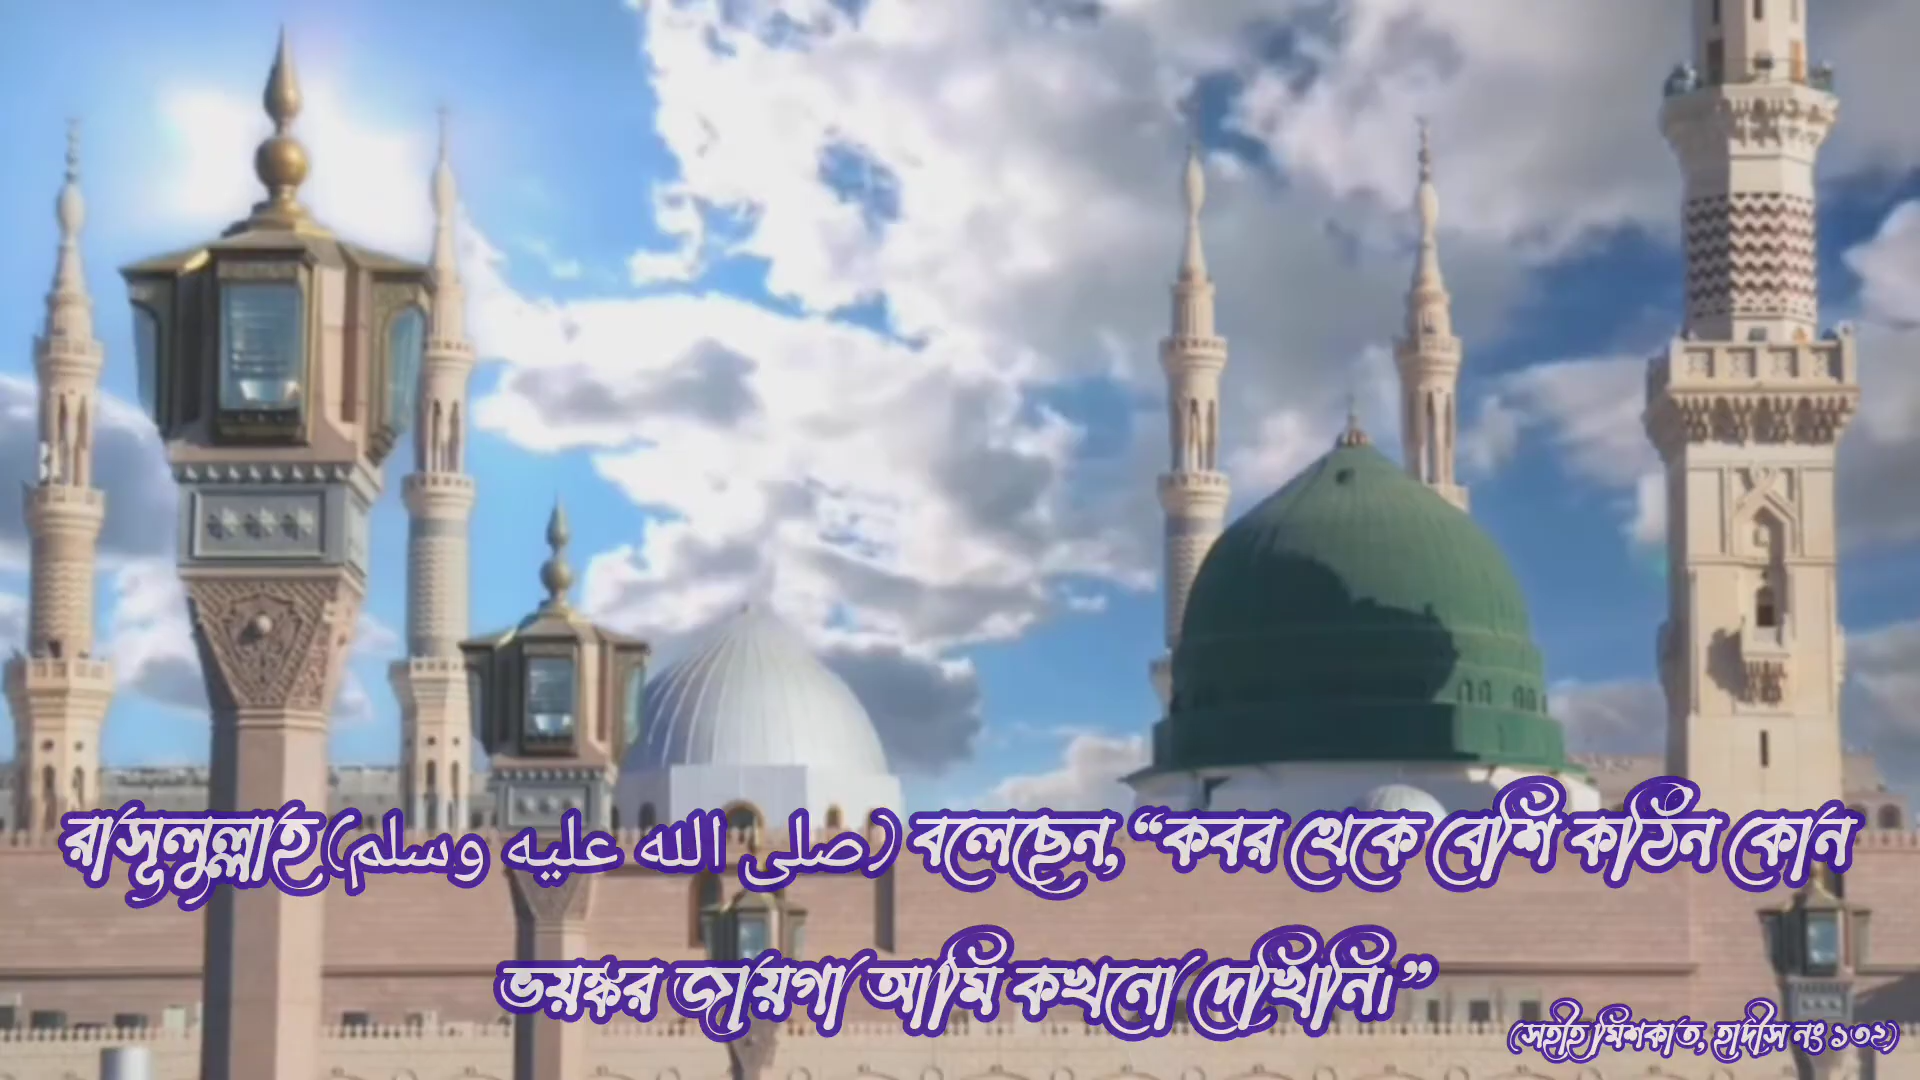 রাসূলুল্লাহ (صلى الله عليه وسلم) বলেছেন, “কবর থেকে বেশি কঠিন কোন
ভয়ঙ্কর জায়গা আমি কখনো দেখিনি।”
(সহীহ মিশকাত, হাদীস নং ১৩২)